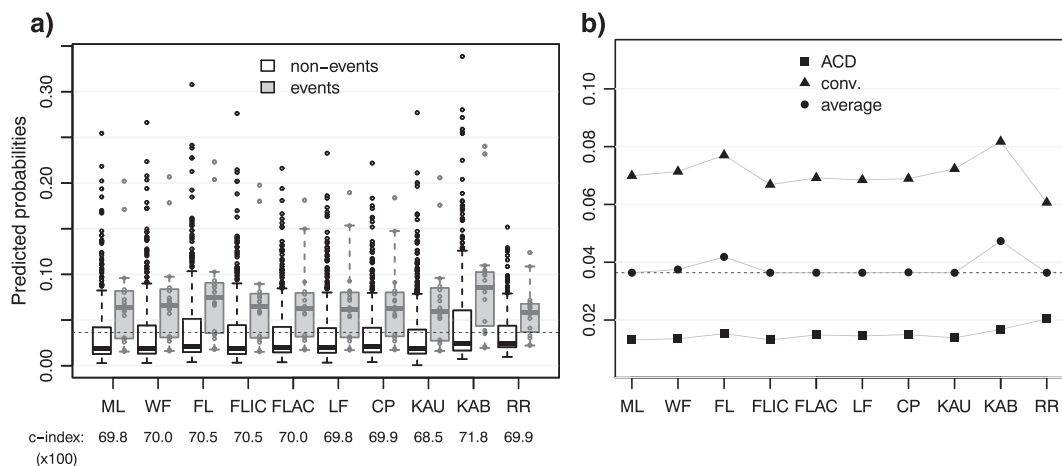 a)
non−events
events
Predicted probabilities
0.30
0.20
0.10
0.00
ML WF FL FLIC FLAC LF CP KAU KAB RR
c−index: 69.8 70.0 70.5 70.5 70.0 69.8 69.9 68.5 71.8 69.9
(x100)
b)
ACD
conv.
average
0.10
0.08
0.06
0.04
0.02
ML WF FL FLIC FLAC LF CP KAU KAB RR